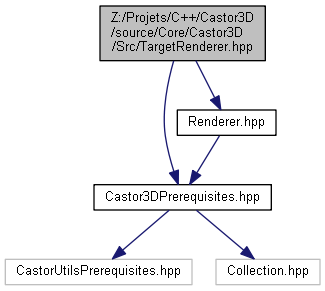 Z:/Projets/C++/Castor3D
/source/Core/Castor3D
/Src/TargetRenderer.hpp
Renderer.hpp
Castor3DPrerequisites.hpp
CastorUtilsPrerequisites.hpp
Collection.hpp